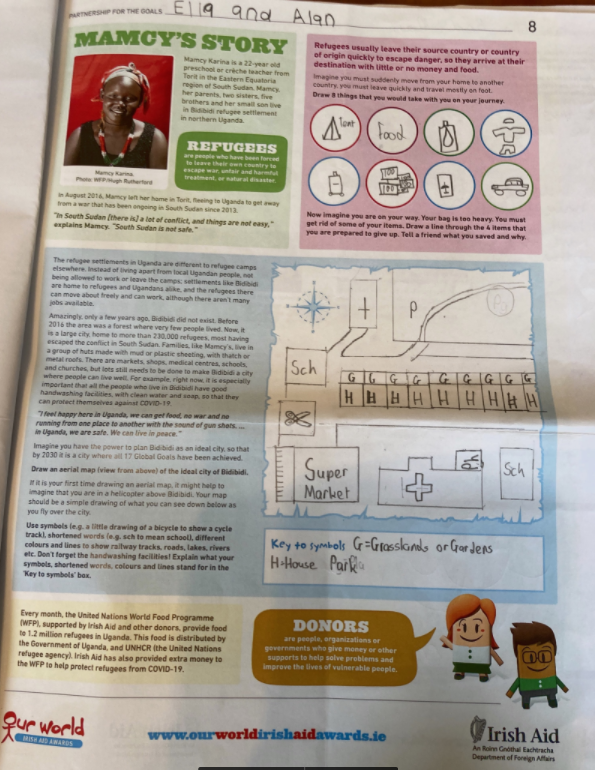 PARTNERSHIP FOR THE GOALS
Ella and Alan
8
MAMCY'S STORY
Mamcy Karina is a 22-year old
preschool or crèche teacher from
Torit in the Eastern Equatoria
region of South Sudan. Mamcy,
her parents, two sisters, five
brothers and her small son live
in Bidibidi refugee settlement
in northern Uganda.
REFUGEES
are people who have been forced
to leave their own country to
escape war, unfair and harmful
treatment, or natural disaster.
Mamcy Karina.
Photo: WFP/Hugh Rutherford
In August 2016, Mamcy left her home in Torit, fleeing to Uganda to get away
from a war that has been ongoing in South Sudan since 2013.
"In South Sudan [there is] a lot of conflict, and things are not easy,"
explains Mamcy. "South Sudan is not safe."
Refugees usually leave their source country or country
of origin quickly to escape danger, so they arrive at their
destination with little or no money and food.
Imagine you must suddenly move from your home to another
country, you must leave quickly and travel mostly on foot.
Draw 8 things that you would take with you on your journey.
Tent
Food
Now imagine you are on your way. Your bag is too heavy. You must
get rid of some of your items. Draw a line through the 4 items that
you are prepared to give up. Tell a friend what you saved and why.
The refugee settlements in Uganda are different to refugee camps
elsewhere. Instead of living apart from local Ugandan people, not
being allowed to work or leave the camps; settlements like Bidibidi
are home to refugees and Ugandans alike, and the refugees there
can move about freely and can work, although there aren't many
jobs available.
Amazingly, only a few years ago, Bidibidi did not exist. Before
2016 the area was a forest where very few people lived. Now, it
is a large city, home to more than 230,000 refugees, most having
escaped the conflict in South Sudan. Families, like Mamcy's, live in
a group of huts made with mud or plastic sheeting, with thatch or
metal roofs. There are markets, shops, medical centres, schools,
and churches, but lots still needs to be done to make Bidibidi a city
where people can live well. For example, right now, it is especially
important that all the people who live in Bidibidi have good
handwashing facilities, with clean water and soap, so that they
can protect themselves against COVID-19.
"I feel happy here in Uganda, we can get food, no war and no
running from one place to another with the sound of gun shots, ...
in Uganda, we are safe. We can live in peace."
Imagine you have the power to plan Bidibidi as an ideal city, so that
by 2030 it is a city where all 17 Global Goals have been achieved.
Draw an aerial map (view from above) of the ideal city of Bidibidi.
If it is your first time drawing an aerial map, it might help to
imagine that you are in a helicopter above Bidibidi. Your map
should be a simple drawing of what you can see down below as
you fly over the city.
Use symbols (e.g. a little drawing of a bicycle to show a cycle
track), shortened words (e.g. sch to mean school), different
colours and lines to show railway tracks, roads, lakes, rivers
etc. Don't forget the handwashing facilities! Explain what your
symbols, shortened words, colours and lines stand for in the
'Key to symbols' box.
P
Sch
G G G G G G G G G
H H H H H H H H H
Super
Market
Sch
Key to symbols G=Grasslands or Gardens
H=House Park
Every month, the United Nations World Food Programme
(WFP), supported by Irish Aid and other donors, provide food
to 1.2 million refugees in Uganda. This food is distributed by
the Government of Uganda, and UNHCR (the United Nations
refugee agency). Irish Aid has also provided extra money to
the WFP to help protect refugees from COVID-19.
DONORS
are people, organizations or
governments who give money or other
supports to help solve problems and
improve the lives of vulnerable people.
our world
IRISH AID AWARDS
www.ourworldirishaidawards.ie
Irish Aid
An Roinn Gnóthaí Eachtracha
Department of Foreign Affairs